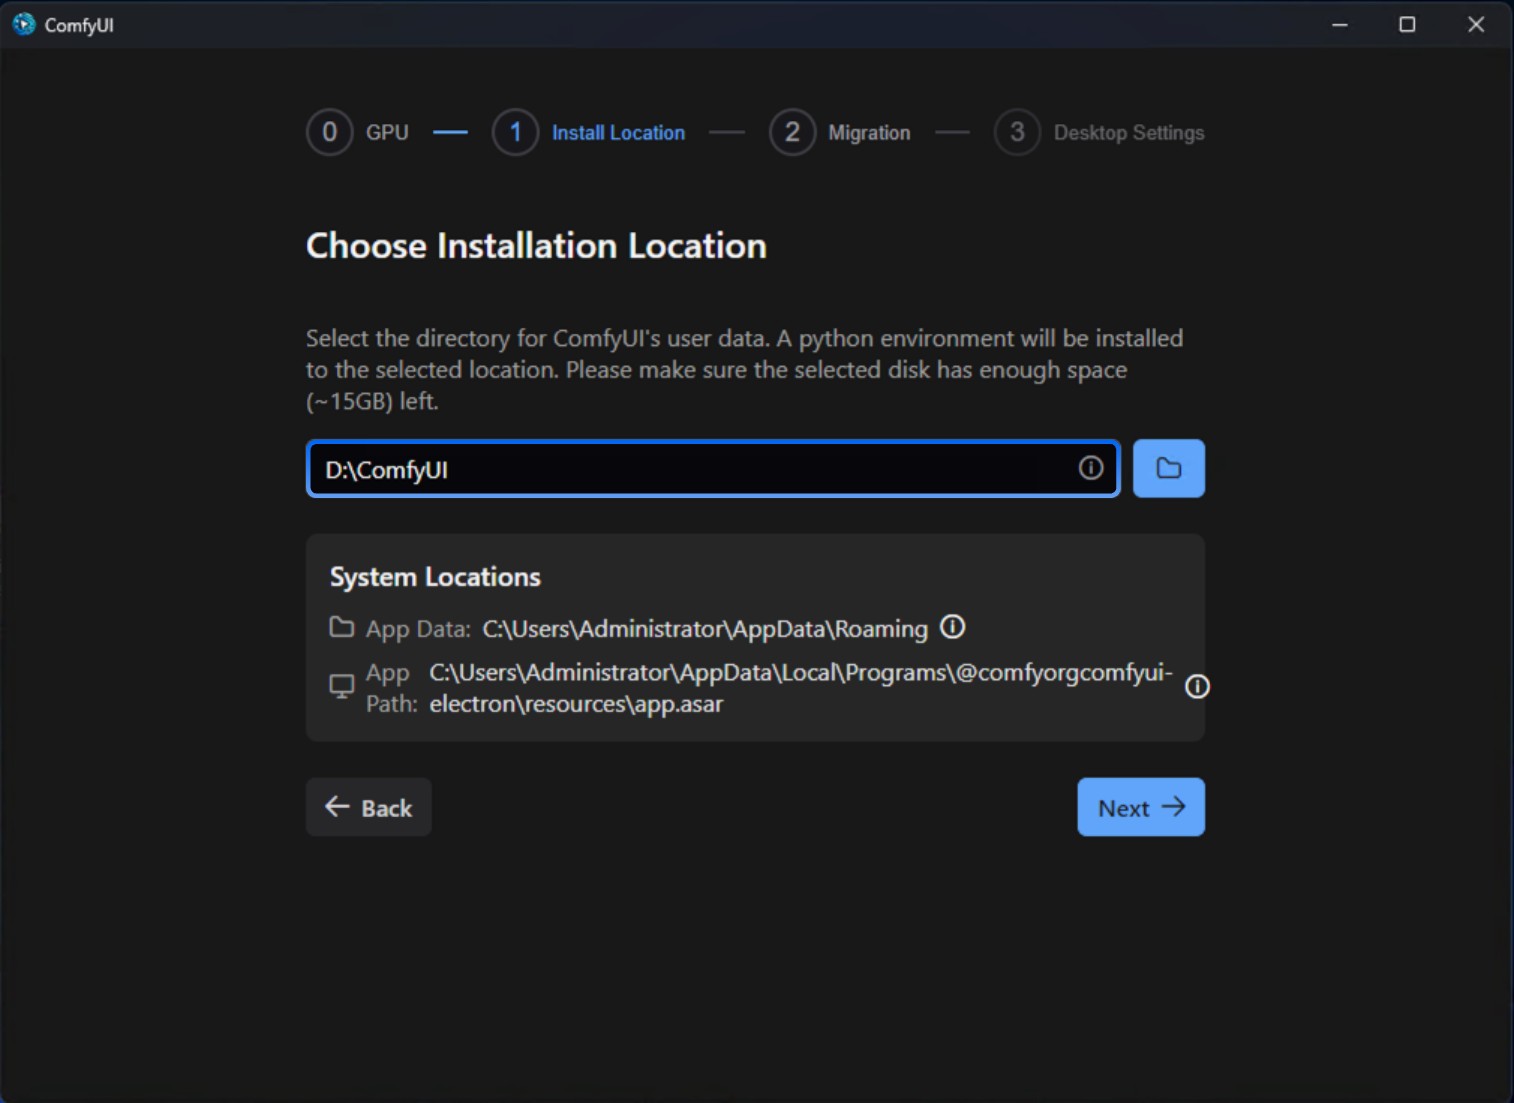 ComfyUI
0 GPU 1 Install Location 2 Migration 3 Desktop Settings
Choose Installation Location
Select the directory for ComfyUI's user data. A python environment will be installed
to the selected location. Please make sure the selected disk has enough space
(~15GB) left.
D:\ComfyUI
System Locations
App Data: C:\Users\Administrator\AppData\Roaming
App Path: C:\Users\Administrator\AppData\Local\Programs\@comfyorgcomfyui-
electron\resources\app.asar
Back
Next